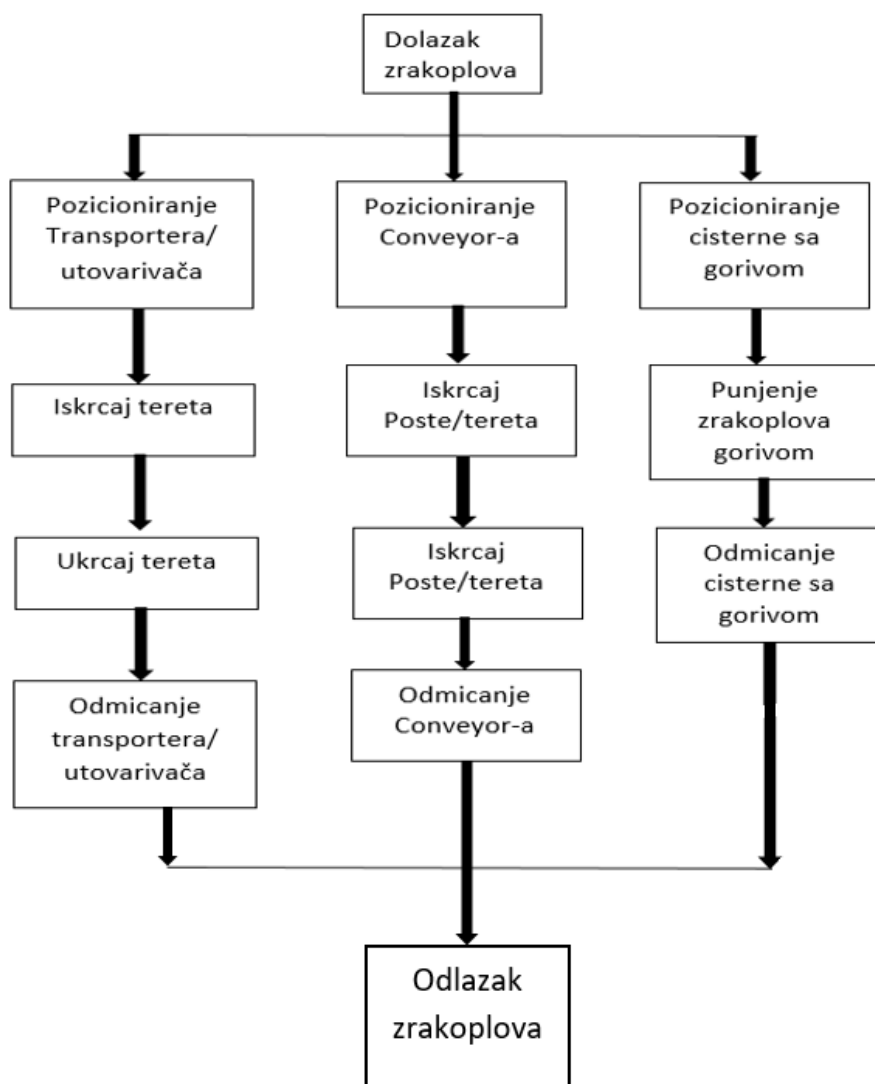 Dolazak
zrakoplova
Pozicioniranje
Transportera/
utovarivača
Pozicioniranje
Conveyor-a
Pozicioniranje
cisterne sa
gorivom
Iskrcaj tereta
Iskrcaj
Poste/tereta
Punjenje
zrakoplova
gorivom
Ukrcaj tereta
Iskrcaj
Poste/tereta
Odmicanje
cisterne sa
gorivom
Odmicanje
transportera/
utovarivača
Odmicanje
Conveyor-a
Odlazak
zrakoplova